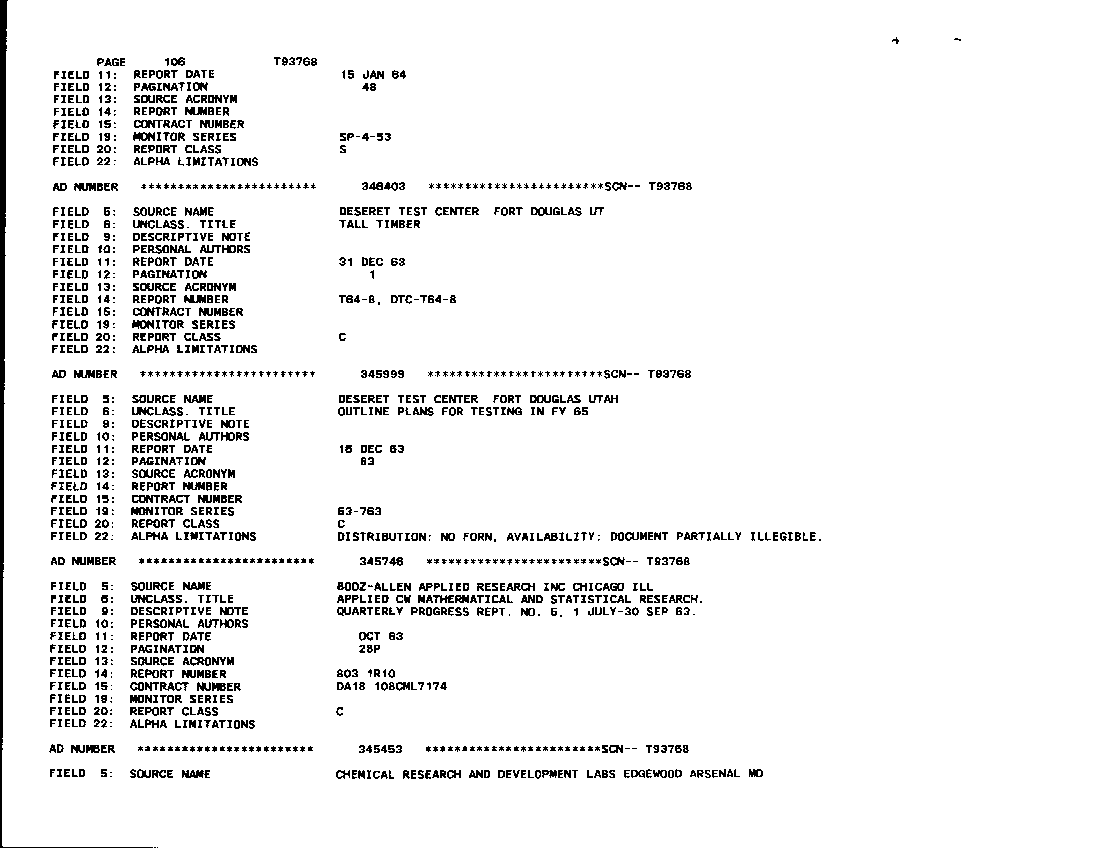 PAGE 106 T93768
FIELD 11: REPORT DATE 15 JAN 64
FIELD 12: PAGINATION 48
FIELD 13: SOURCE ACRONYM
FIELD 14: REPORT NUMBER
FIELD 15: CONTRACT NUMBER
FIELD 19: MONITOR SERIES SP-4-53
FIELD 20: REPORT CLASS S
FIELD 22: ALPHA LIMITATIONS
AD NUMBER ************************ 346403 ************************SCN-- T93768
FIELD 5: SOURCE NAME DESERET TEST CENTER FORT DOUGLAS UT
FIELD 6: UNCLASS. TITLE TALL TIMBER
FIELD 9: DESCRIPTIVE NOTE
FIELD 10: PERSONAL AUTHORS
FIELD 11: REPORT DATE 31 DEC 63
FIELD 12: PAGINATION 1
FIELD 13: SOURCE ACRONYM
FIELD 14: REPORT NUMBER T64-8, DTC-T64-8
FIELD 15: CONTRACT NUMBER
FIELD 19: MONITOR SERIES
FIELD 20: REPORT CLASS C
FIELD 22: ALPHA LIMITATIONS
AD NUMBER ************************ 345999 ************************SCN-- T93768
FIELD 5: SOURCE NAME DESERET TEST CENTER FORT DOUGLAS UTAH
FIELD 6: UNCLASS. TITLE OUTLINE PLANS FOR TESTING IN FY 65
FIELD 9: DESCRIPTIVE NOTE
FIELD 10: PERSONAL AUTHORS
FIELD 11: REPORT DATE 16 DEC 63
FIELD 12: PAGINATION 63
FIELD 13: SOURCE ACRONYM
FIELD 14: REPORT NUMBER
FIELD 15: CONTRACT NUMBER
FIELD 19: MONITOR SERIES 63-763
FIELD 20: REPORT CLASS C
FIELD 22: ALPHA LIMITATIONS DISTRIBUTION: NO FORN, AVAILABILITY: DOCUMENT PARTIALLY ILLEGIBLE.
AD NUMBER ************************ 345746 ************************SCN-- T93768
FIELD 5: SOURCE NAME BOOZ-ALLEN APPLIED RESEARCH INC CHICAGO ILL
FIELD 6: UNCLASS. TITLE APPLIED CW MATHERMATICAL AND STATISTICAL RESEARCH.
FIELD 9: DESCRIPTIVE NOTE QUARTERLY PROGRESS REPT. NO. 6, 1 JULY-30 SEP 63.
FIELD 10: PERSONAL AUTHORS
FIELD 11: REPORT DATE OCT 63
FIELD 12: PAGINATION 28P
FIELD 13: SOURCE ACRONYM
FIELD 14: REPORT NUMBER 803 1R10
FIELD 15: CONTRACT NUMBER DA18 108CML7174
FIELD 19: MONITOR SERIES
FIELD 20: REPORT CLASS C
FIELD 22: ALPHA LIMITATIONS
AD NUMBER ************************ 345453 ************************SCN-- T93768
FIELD 5: SOURCE NAME CHEMICAL RESEARCH AND DEVELOPMENT LABS EDGEWOOD ARSENAL MD